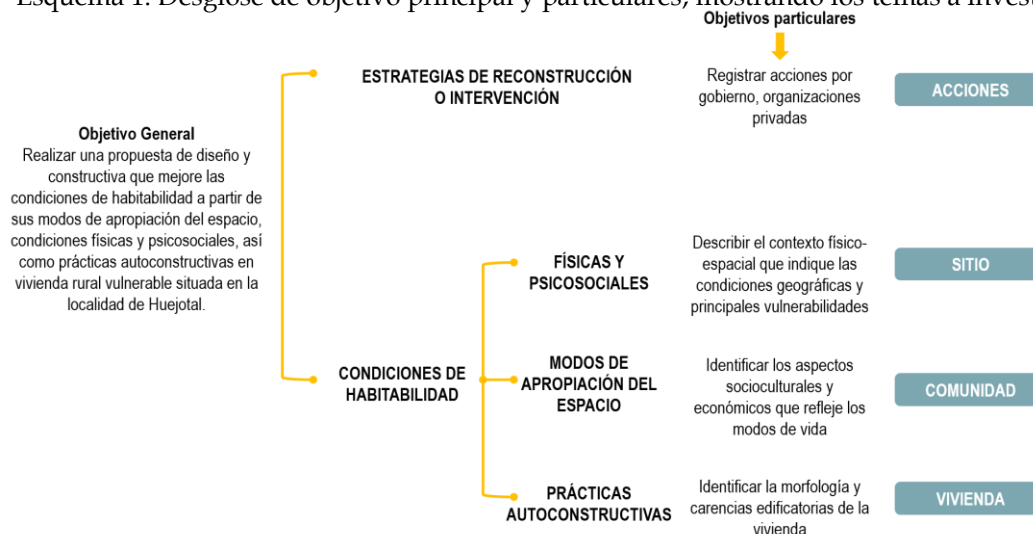 Esquema 1. Desglose de objetivo principal y particulares, mostrando los temas a
Objetivos particulares
Objetivo General
Realizar una propuesta de diseño y
constructiva que mejore las
condiciones de habitabilidad a partir de
sus modos de apropiación del espacio,
condiciones físicas y psicosociales, así
como prácticas autoconstructivas en
vivienda rural vulnerable situada en la
localidad de Huejotal.
ESTRATEGIAS DE RECONSTRUCCIÓN
O INTERVENCIÓN
Registrar acciones por
gobierno, organizaciones
privadas
ACCIONES
CONDICIONES DE
HABITABILIDAD
FÍSICAS Y
PSICOSOCIALES
Describir el contexto físico-
espacial que indique las
condiciones geográficas y
principales vulnerabilidades
SITIO
MODOS DE
APROPIACIÓN DEL
ESPACIO
Identificar los aspectos
socioculturales y
económicos que refleje los
modos de vida
COMUNIDAD
PRÁCTICAS
AUTOCONSTRUCTIVAS
Identificar la morfología y
carencias edificatorias de la
vivienda
VIVIENDA